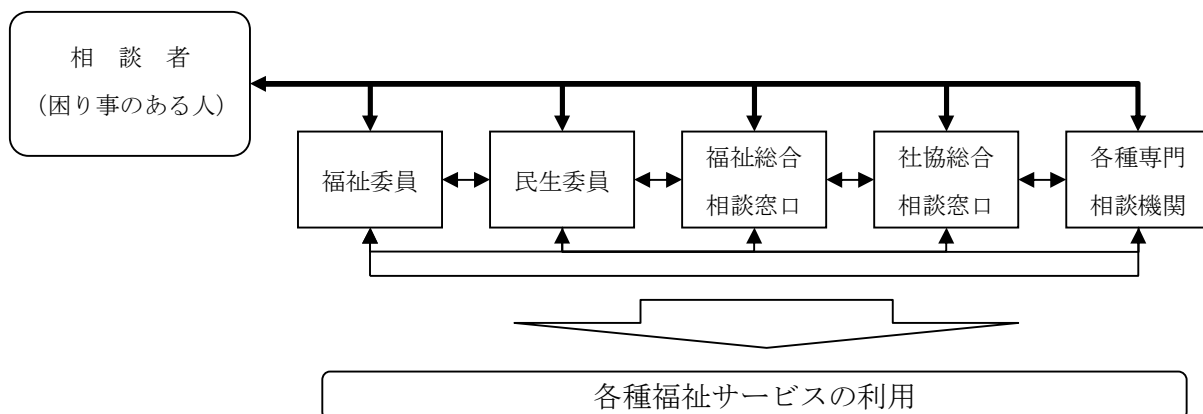 相 談 者
（困り事のある人）
福祉委員
民生委員
福祉総合
相談窓口
社協総合
相談窓口
各種専門
相談機関
各種福祉サービスの利用